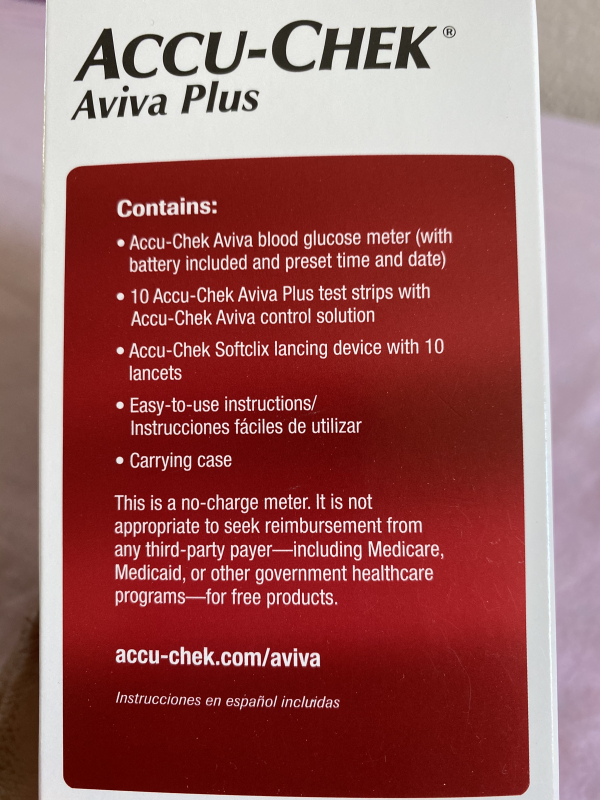 ACCU-CHEK®
Aviva Plus
Contains:
• Accu-Chek Aviva blood glucose meter (with
battery included and preset time and date)
• 10 Accu-Chek Aviva Plus test strips with
Accu-Chek Aviva control solution
• Accu-Chek Softclix lancing device with 10
lancets
• Easy-to-use instructions/
Instrucciones fáciles de utilizar
• Carrying case
This is a no-charge meter. It is not
appropriate to seek reimbursement from
any third-party payer—including Medicare,
Medicaid, or other government healthcare
programs—for free products.
accu-chek.com/aviva
Instrucciones en español incluidas